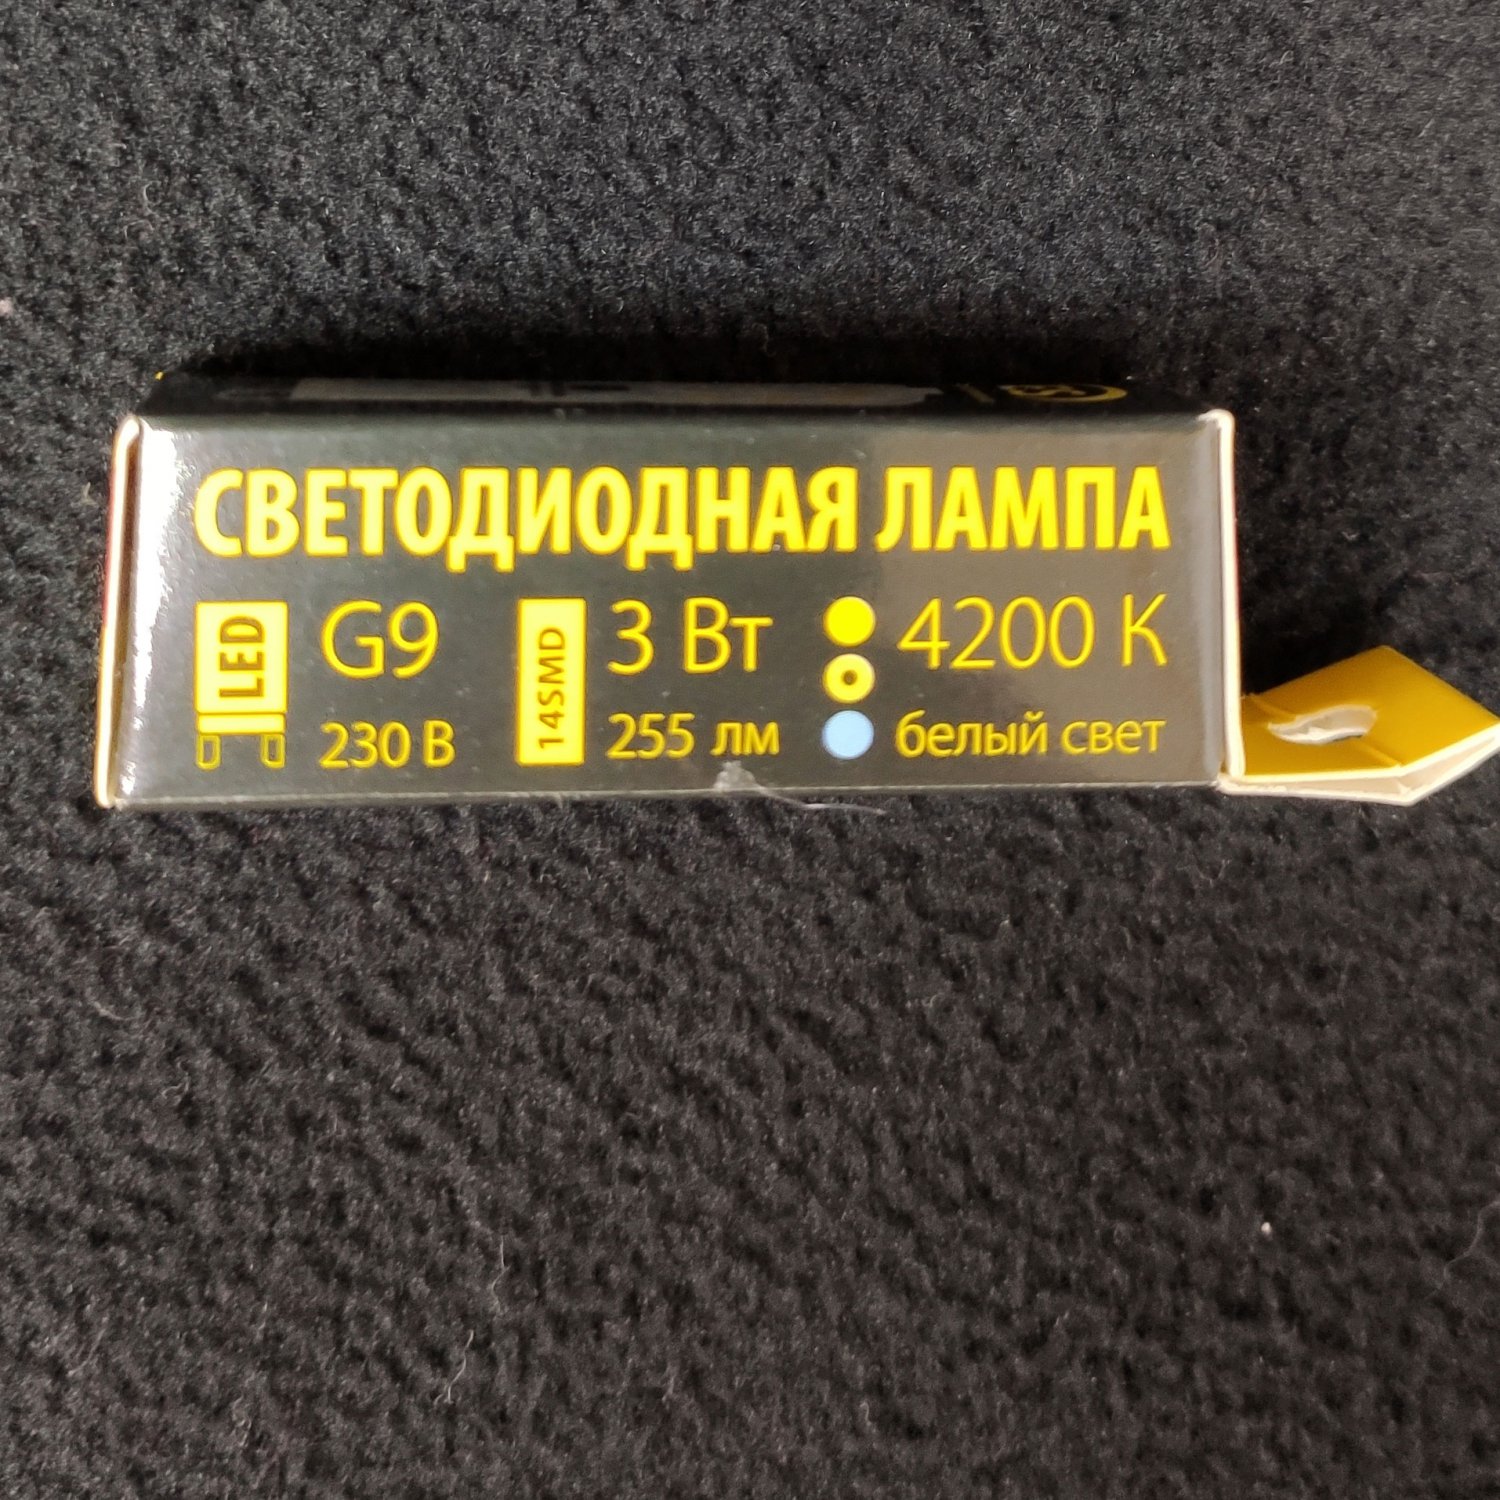 СВЕТОДИОДНАЯ ЛАМПА
LED G9 14SMD 3 Вт 4200 К
230 В 255 лм белый свет